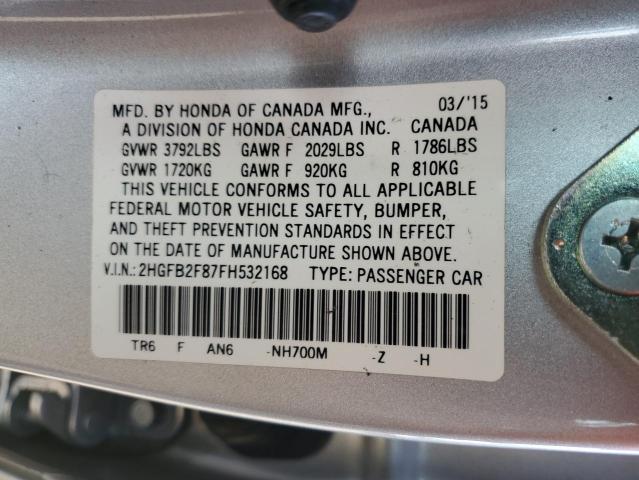 MFD. BY HONDA OF CANADA MFG., 03/'15
A DIVISION OF HONDA CANADA INC. CANADA
GVWR 3792LBS GAWR F 2029LBS R 1786LBS
GVWR 1720KG GAWR F 920KG R 810KG
THIS VEHICLE CONFORMS TO ALL APPLICABLE
FEDERAL MOTOR VEHICLE SAFETY, BUMPER,
AND THEFT PREVENTION STANDARDS IN EFFECT
ON THE DATE OF MANUFACTURE SHOWN ABOVE.
V.I.N.: 2HGFB2F87FH532168 TYPE: PASSENGER CAR
TR6 F AN6 -NH700M -Z -H